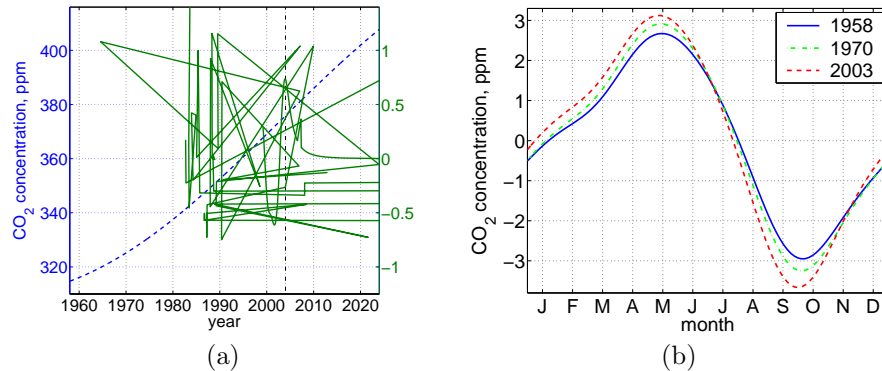 400
380
360
340
320
CO2 concentration, ppm
1
0.5
0
−0.5
−1
1960 1970 1980 1990 2000 2010 2020
year
(a)
3
2
1
0
−1
−2
−3
CO2 concentration, ppm
1958
1970
2003
J F M A M J J A S O N D
month
(b)